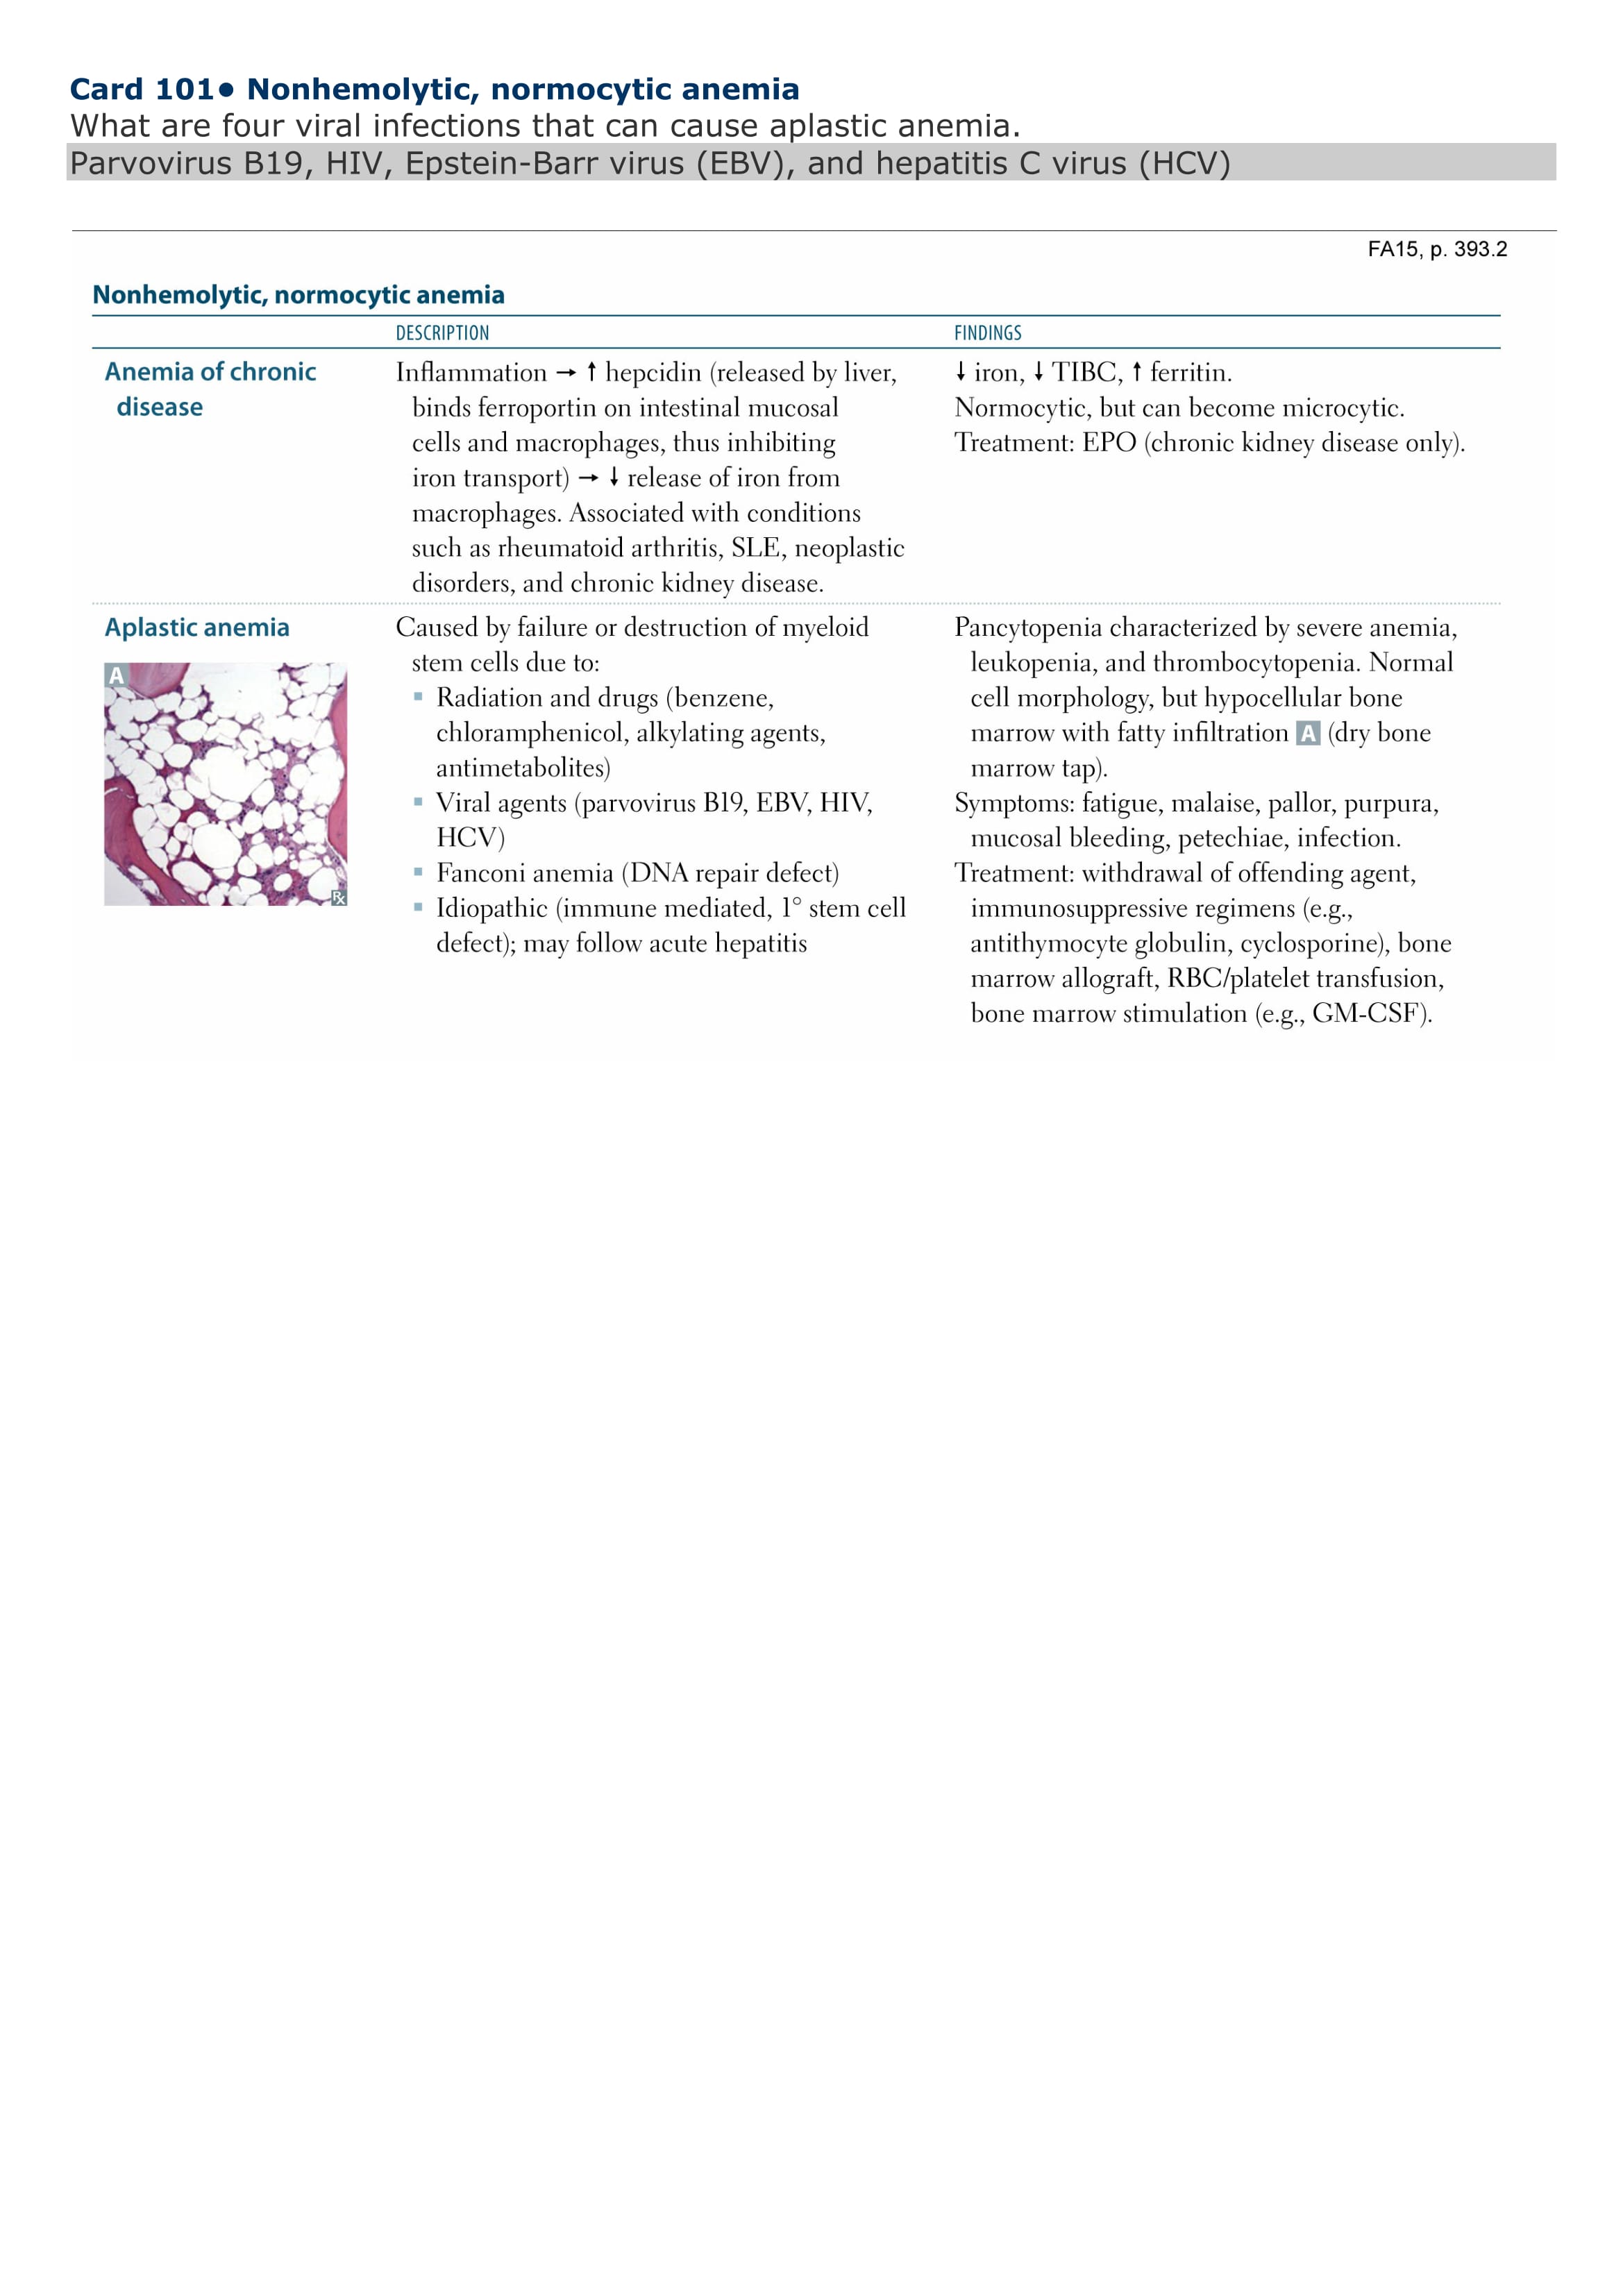 Card 101• Nonhemolytic, normocytic anemia
What are four viral infections that can cause aplastic anemia.
Parvovirus B19, HIV, Epstein-Barr virus (EBV), and hepatitis C virus (HCV)
FA15, p. 393.2
Nonhemolytic, normocytic anemia
DESCRIPTION
FINDINGS
Anemia of chronic
disease
Inflammation → ↑ hepcidin (released by liver,
binds ferroportin on intestinal mucosal
cells and macrophages, thus inhibiting
iron transport) → ↓ release of iron from
macrophages. Associated with conditions
such as rheumatoid arthritis, SLE, neoplastic
disorders, and chronic kidney disease.
↓ iron, ↓ TIBC, ↑ ferritin.
Normocytic, but can become microcytic.
Treatment: EPO (chronic kidney disease only).
Aplastic anemia
A
Rx
Caused by failure or destruction of myeloid
stem cells due to:
▪ Radiation and drugs (benzene,
chloramphenicol, alkylating agents,
antimetabolites)
▪ Viral agents (parvovirus B19, EBV, HIV,
HCV)
▪ Fanconi anemia (DNA repair defect)
▪ Idiopathic (immune mediated, 1° stem cell
defect); may follow acute hepatitis
Pancytopenia characterized by severe anemia,
leukopenia, and thrombocytopenia. Normal
cell morphology, but hypocellular bone
marrow with fatty infiltration A (dry bone
marrow tap).
Symptoms: fatigue, malaise, pallor, purpura,
mucosal bleeding, petechiae, infection.
Treatment: withdrawal of offending agent,
immunosuppressive regimens (e.g.,
antithymocyte globulin, cyclosporine), bone
marrow allograft, RBC/platelet transfusion,
bone marrow stimulation (e.g., GM-CSF).